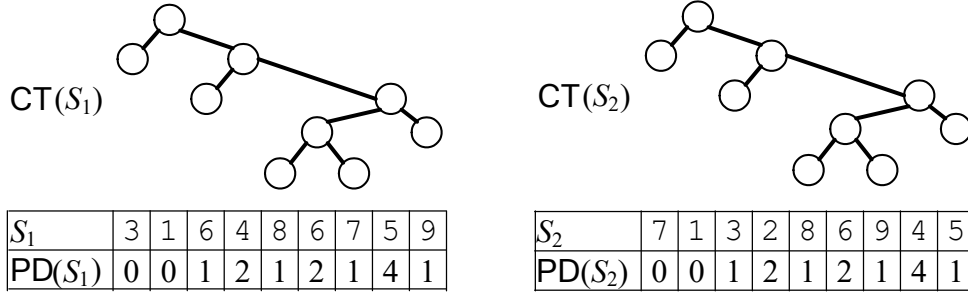 CT(S₁) CT(S₂)
S₁ 3 1 6 4 8 6 7 5 9
PD(S₁) 0 0 1 2 1 2 1 4 1
S₂ 7 1 3 2 8 6 9 4 5
PD(S₂) 0 0 1 2 1 2 1 4 1